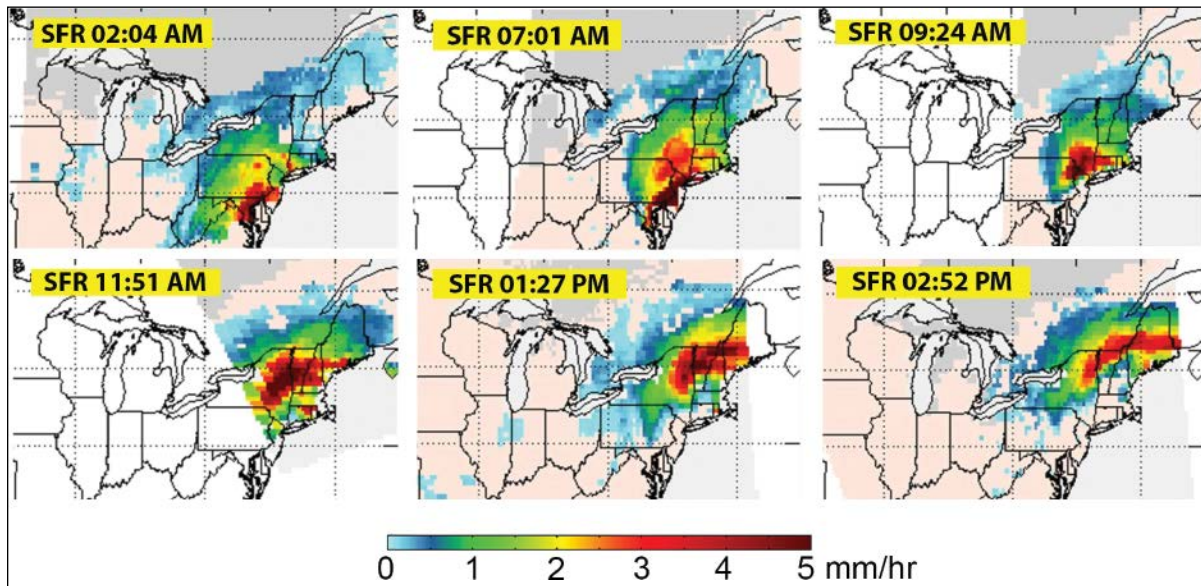 SFR 02:04 AM
SFR 07:01 AM
SFR 09:24 AM
SFR 11:51 AM
SFR 01:27 PM
SFR 02:52 PM
0 1 2 3 4 5 mm/hr